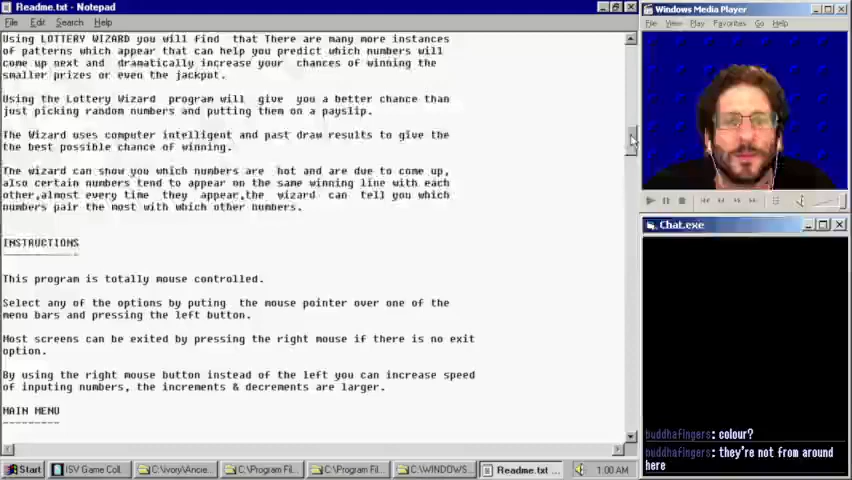 Readme.txt - Notepad
File Edit Search Help
Using LOTTERY WIZARD you will find that There are many more instances
of patterns which appear that can help you predict which numbers will
come up next and dramatically increase your chances of winning the
smaller prizes or even the jackpot.
Using the Lottery Wizard program will give you a better chance than
just picking random numbers and putting them on a payslip.
The Wizard uses computer intelligent and past draw results to give the
the best possible chance of winning.
The wizard can show you which numbers are hot and are due to come up,
also certain numbers tend to appear on the same winning line with each
other,almost every time they appear,the wizard can tell you which
numbers pair the most with which other numbers.
INSTRUCTIONS
------------
This program is totally mouse controlled.
Select any of the options by puting the mouse pointer over one of the
menu bars and pressing the left button.
Most screens can be exited by pressing the right mouse if there is no exit
option.
By using the right mouse button instead of the left you can increase speed
of inputing numbers, the increments & decrements are larger.
MAIN MENU
---------
Windows Media Player
File View Play Favorites Go Help
Chat.exe
buddhafingers: colour?
buddhafingers: they're not from around
here
Start ISV Game Coll... C:\ivory\Ancie... C:\Program Fil... C:\Program Fil... C:\WINDOWS... Readme.txt ... 1:00 AM